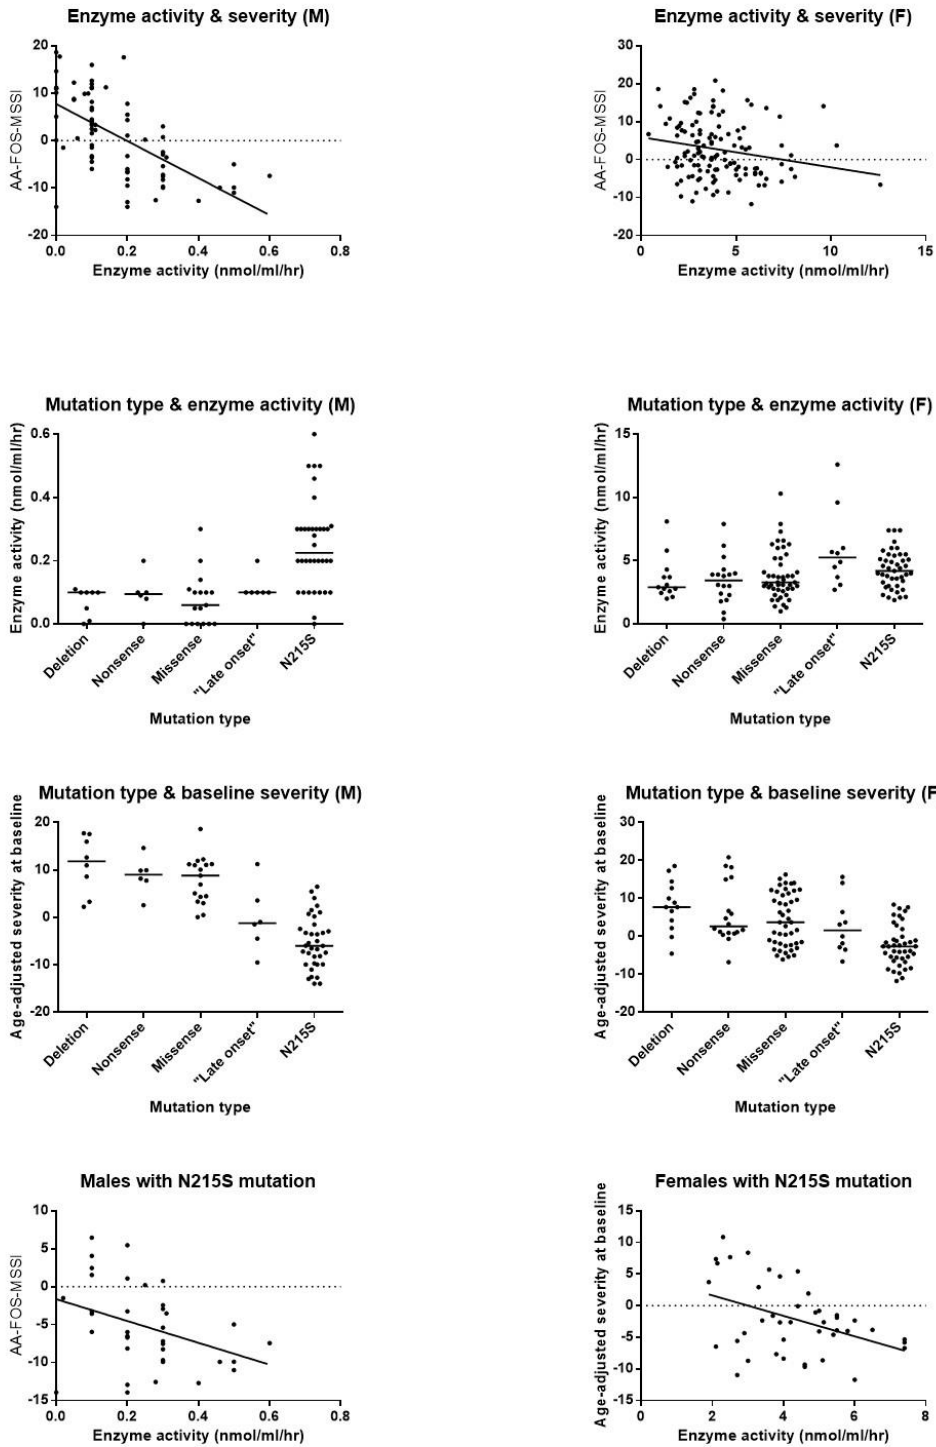 Enzyme activity & severity (M)
AA-FOS-MSSI
20
10
0
-10
-20
0.0 0.2 0.4 0.6 0.8
Enzyme activity (nmol/ml/hr)
Enzyme activity & severity (F)
AA-FOS-MSSI
30
20
10
0
-10
-20
0 5 10 15
Enzyme activity (nmol/ml/hr)
Mutation type & enzyme activity (M)
Enzyme activity (nmol/ml/hr)
0.6
0.4
0.2
0.0
Deletion
Nonsense
Missense
"Late onset"
N215S
Mutation type
Mutation type & enzyme activity (F)
Enzyme activity (nmol/ml/hr)
15
10
5
0
Deletion
Nonsense
Missense
"Late onset"
N215S
Mutation type
Mutation type & baseline severity (M)
Age-adjusted severity at baseline
20
10
0
-10
-20
Deletion
Nonsense
Missense
"Late onset"
N215S
Mutation type
Mutation type & baseline severity (F
Age-adjusted severity at baseline
30
20
10
0
-10
-20
Deletion
Nonsense
Missense
"Late onset"
N215S
Mutation type
Males with N215S mutation
AA-FOS-MSSI
10
5
0
-5
-10
-15
0.0 0.2 0.4 0.6 0.8
Enzyme activity (nmol/ml/hr)
Females with N215S mutation
Age-adjusted severity at baseline
15
10
5
0
-5
-10
-15
0 2 4 6 8
Enzyme activity (nmol/ml/hr)